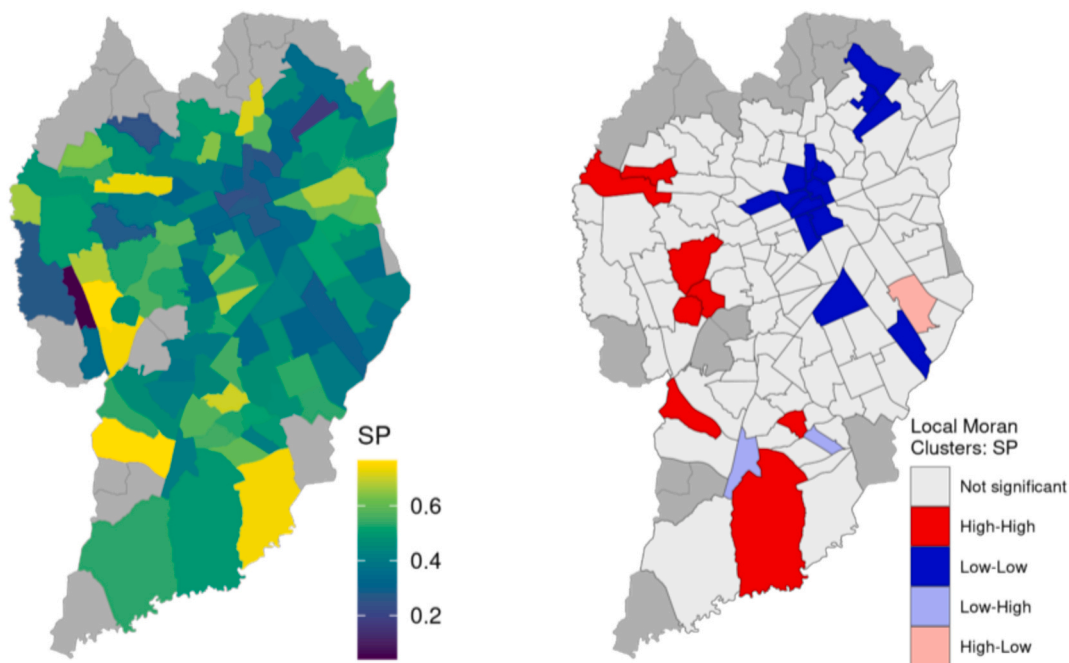 SP
0.6
0.4
0.2
Local Moran
Clusters: SP
Not significant
High-High
Low-Low
Low-High
High-Low